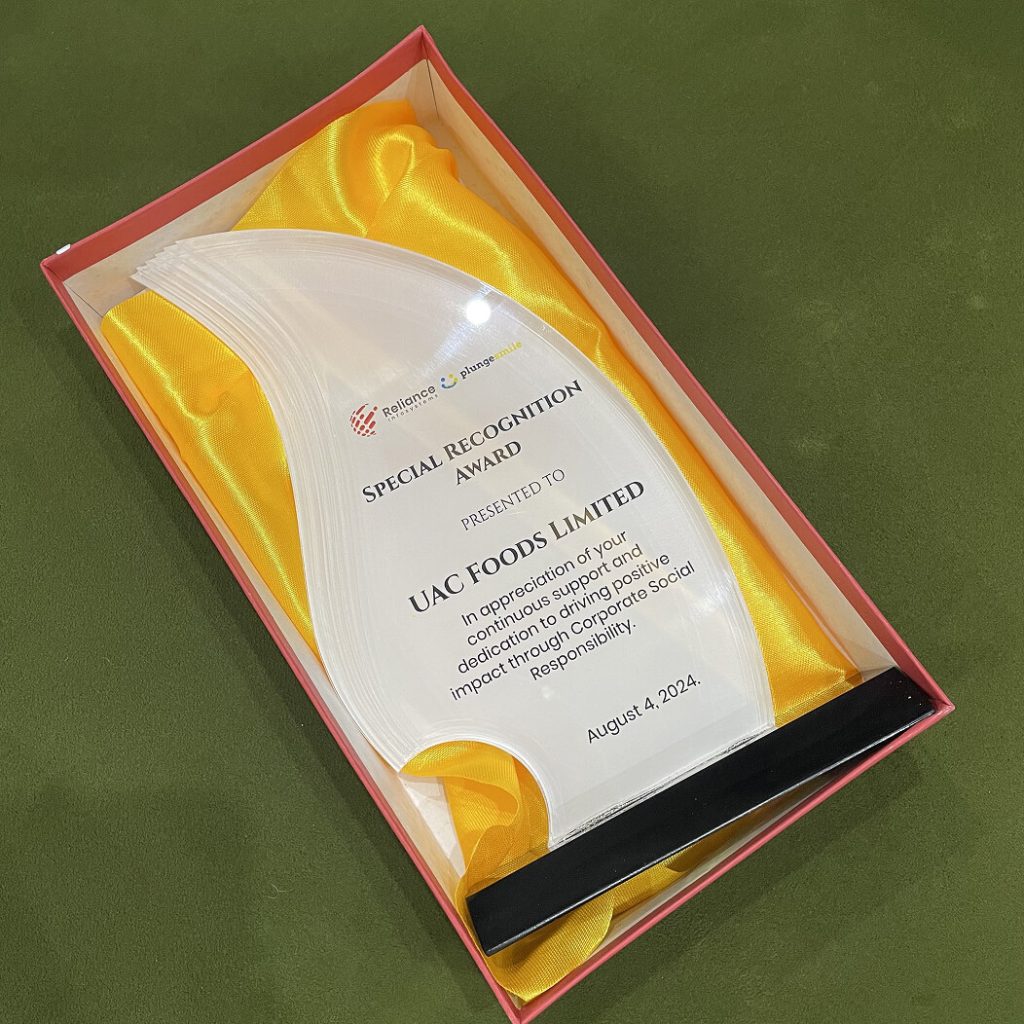 Reliance
infosystems
plungesmile
SPECIAL RECOGNITION
AWARD
PRESENTED TO
UAC FOODS LIMITED
In appreciation of your
continuous support and
dedication to driving positive
impact through Corporate Social
Responsibility.
August 4, 2024.